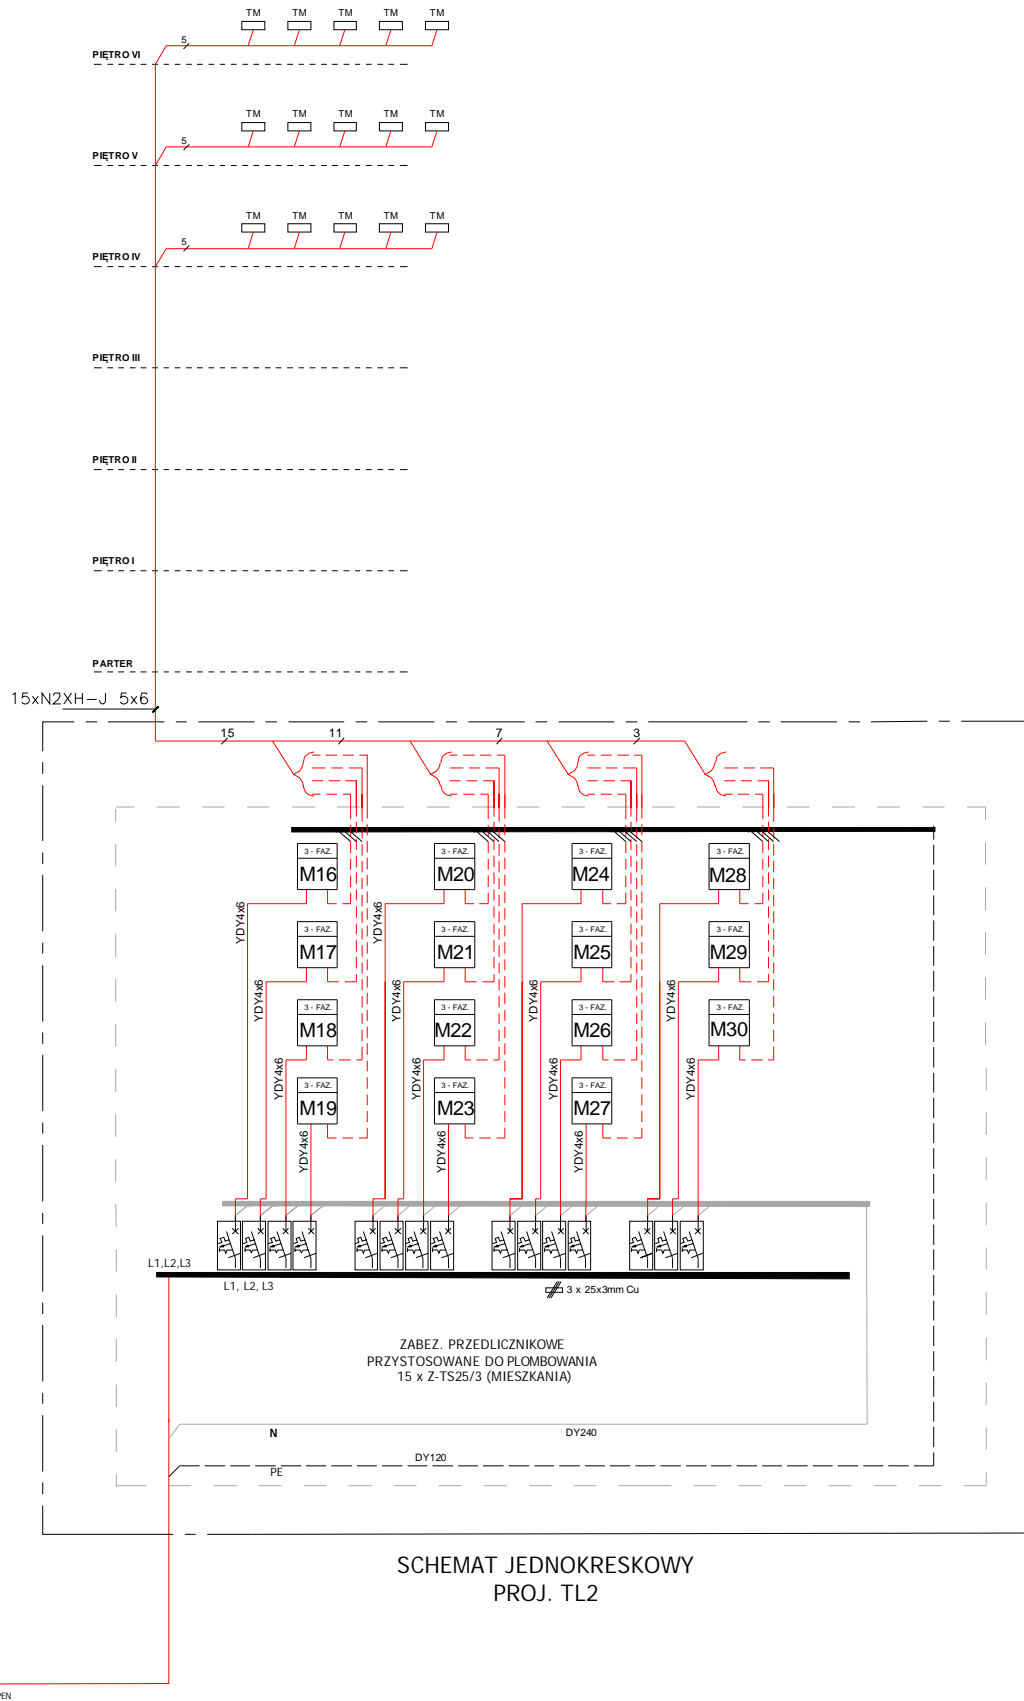 TM TM TM TM TM
5
PIĘTRO VI
TM TM TM TM TM
5
PIĘTRO V
TM TM TM TM TM
5
PIĘTRO IV
PIĘTRO III
PIĘTRO II
PIĘTRO I
PARTER
15xN2XH-J 5x6
15 11 7 3
3 - FAZ. 3 - FAZ. 3 - FAZ. 3 - FAZ.
M16 M20 M24 M28
YDY4x6 YDY4x6
3 - FAZ. 3 - FAZ. 3 - FAZ. 3 - FAZ.
M17 M21 M25 M29
YDY4x6 YDY4x6 YDY4x6 YDY4x6
3 - FAZ. 3 - FAZ. 3 - FAZ. 3 - FAZ.
M18 M22 M26 M30
YDY4x6 YDY4x6 YDY4x6 YDY4x6
3 - FAZ. 3 - FAZ. 3 - FAZ.
M19 M23 M27
YDY4x6 YDY4x6 YDY4x6
L1,L2,L3
L1, L2, L3
3 x 25x3mm Cu
ZABEZ. PRZEDLICZNIKOWE
PRZYSTOSOWANE DO PLOMBOWANIA
15 x Z-TS25/3 (MIESZKANIA)
N DY240
DY120
PE
SCHEMAT JEDNOKRESKOWY
PROJ. TL2
PEN